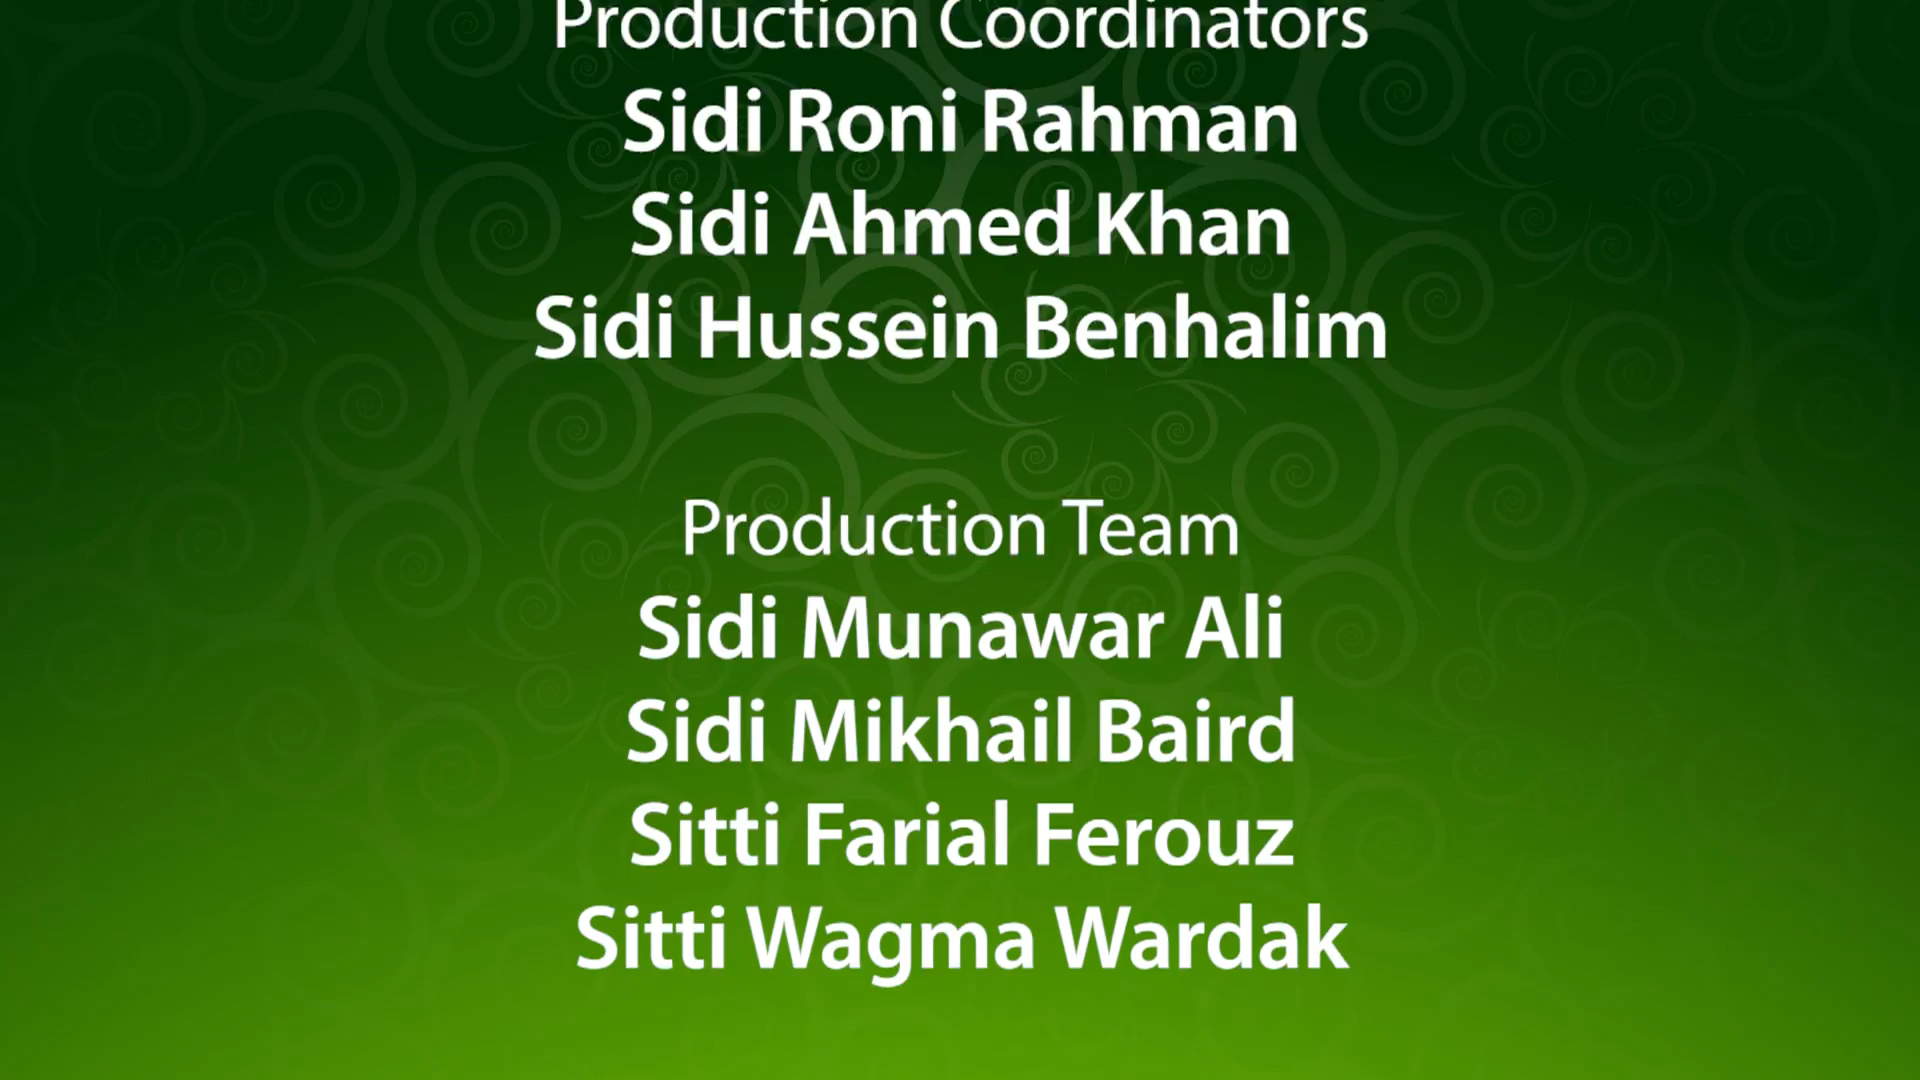 Production Coordinators
Sidi Roni Rahman
Sidi Ahmed Khan
Sidi Hussein Benhalim
Production Team
Sidi Munawar Ali
Sidi Mikhail Baird
Sitti Farial Ferouz
Sitti Wagma Wardak